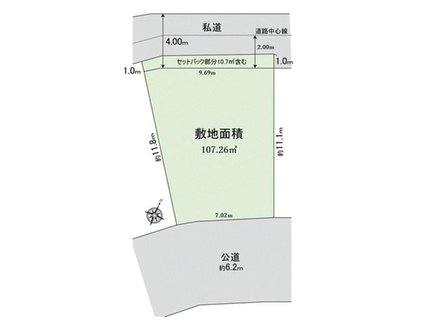 私道
道路中心線
4.00m
2.00m
セットバック部分10.7㎡含む
1.0m
1.0m
9.69m
約11.8m
約11.1m
敷地面積
107.26㎡
7.02m
公道
約6.2m